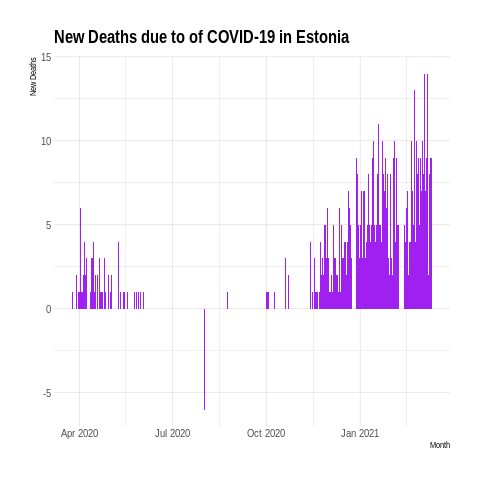 New Deaths due to of COVID-19 in Estonia
New Deaths
15
10
5
0
-5
Apr 2020 Jul 2020 Oct 2020 Jan 2021
Month